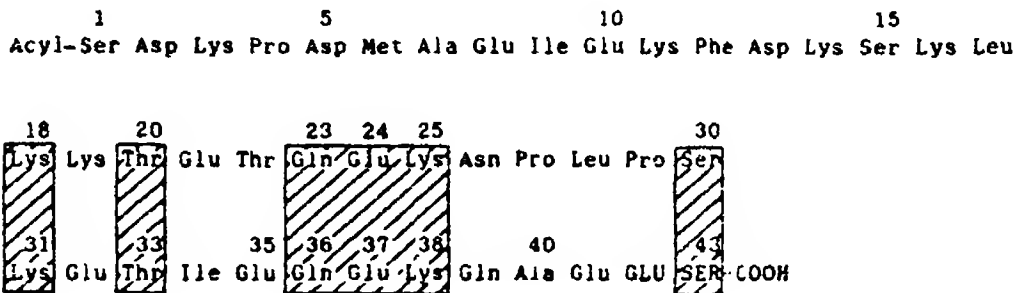 1 5 10 15
Acyl-Ser Asp Lys Pro Asp Met Ala Glu Ile Glu Lys Phe Asp Lys Ser Lys Leu
18 20 23 24 25 30
Lys Lys Thr Glu Thr Gln Glu Lys Asn Pro Leu Pro Ser
31 33 35 36 37 38 40 43
Lys Glu Thr Ile Glu Gln Glu Lys Gln Ala Glu GLU SER-COOH